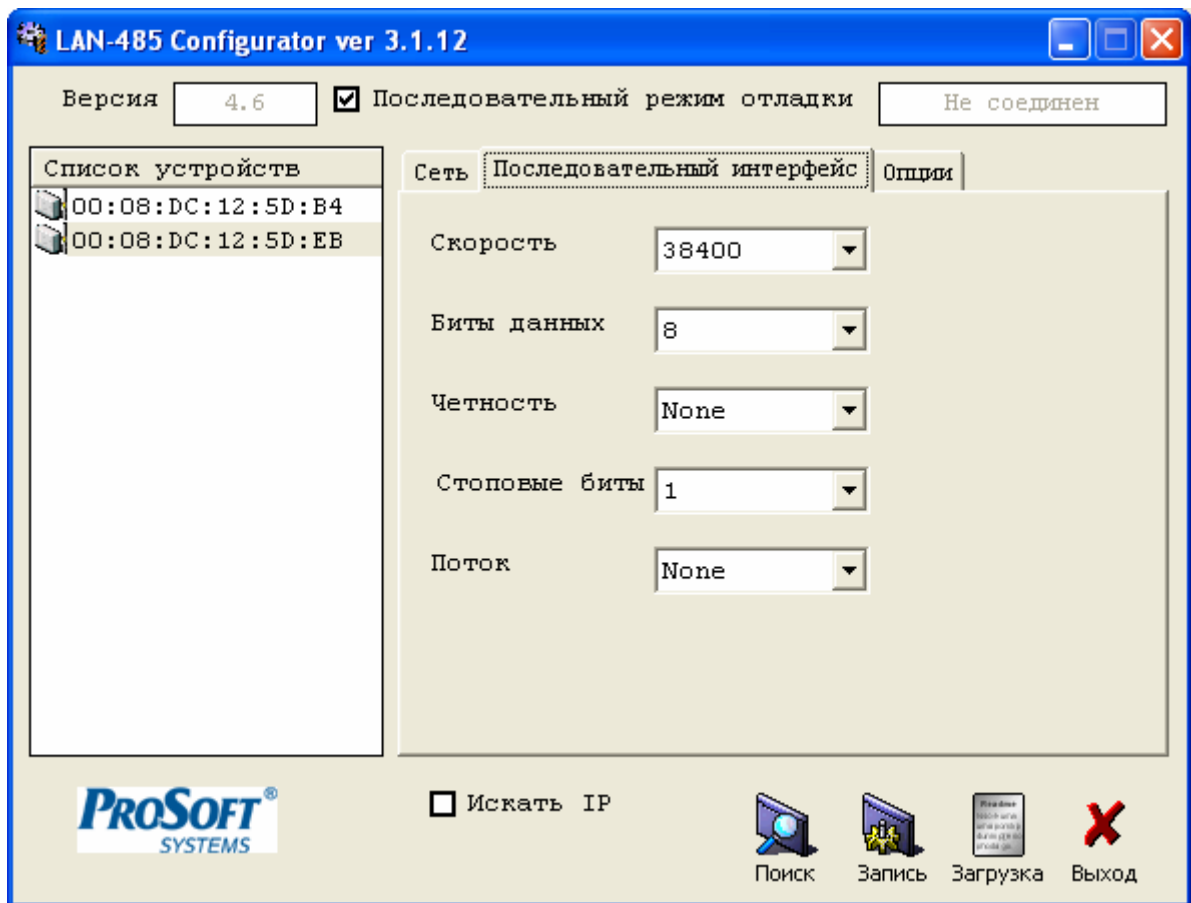 LAN-485 Configurator ver 3.1.12
Версия 4.6 Последовательный режим отладки Не соединен
Список устройств
00:08:DC:12:5D:B4
00:08:DC:12:5D:EB
Сеть Последовательный интерфейс Опции
Скорость 38400
Биты данных 8
Четность None
Стоповые биты 1
Поток None
PROSOFT®
SYSTEMS
Искать IP
Readme
Поиск Запись Загрузка Выход